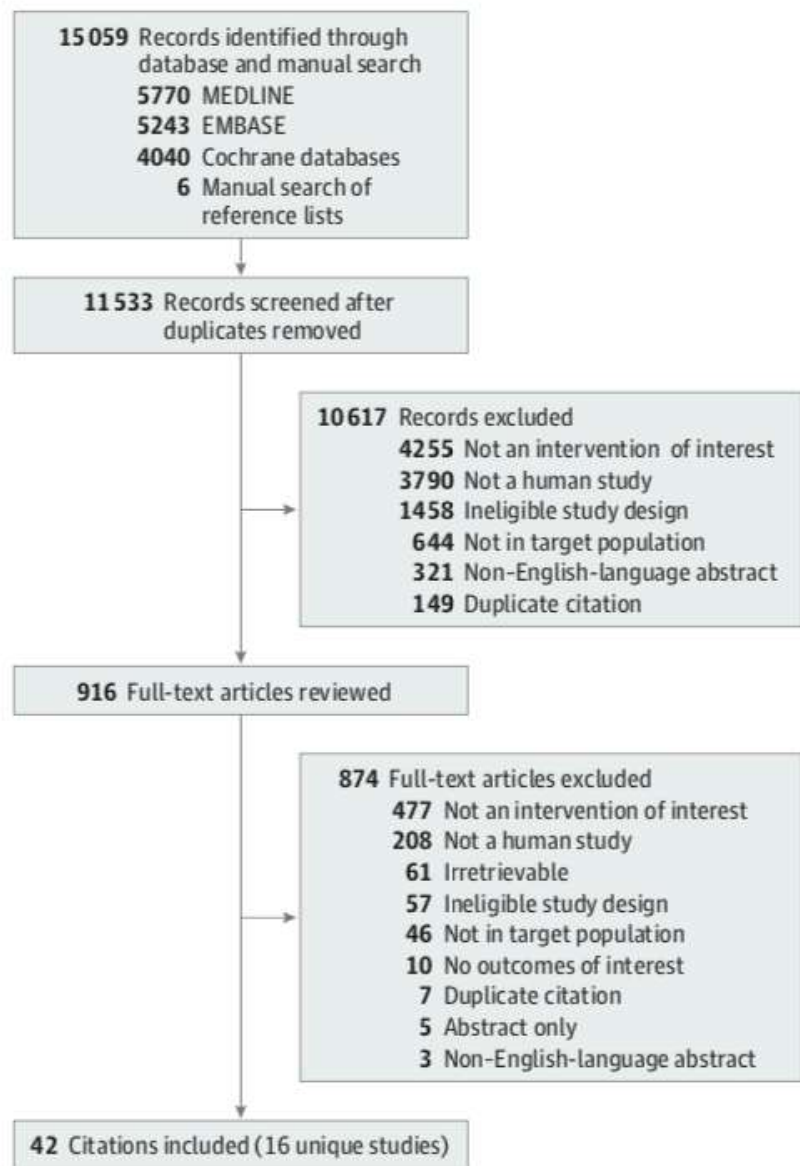 15 059 Records identified through
database and manual search
5770 MEDLINE
5243 EMBASE
4040 Cochrane databases
6 Manual search of
reference lists
11 533 Records screened after
duplicates removed
10 617 Records excluded
4255 Not an intervention of interest
3790 Not a human study
1458 Ineligible study design
644 Not in target population
321 Non-English-language abstract
149 Duplicate citation
916 Full-text articles reviewed
874 Full-text articles excluded
477 Not an intervention of interest
208 Not a human study
61 Irretrievable
57 Ineligible study design
46 Not in target population
10 No outcomes of interest
7 Duplicate citation
5 Abstract only
3 Non-English-language abstract
42 Citations included (16 unique studies)